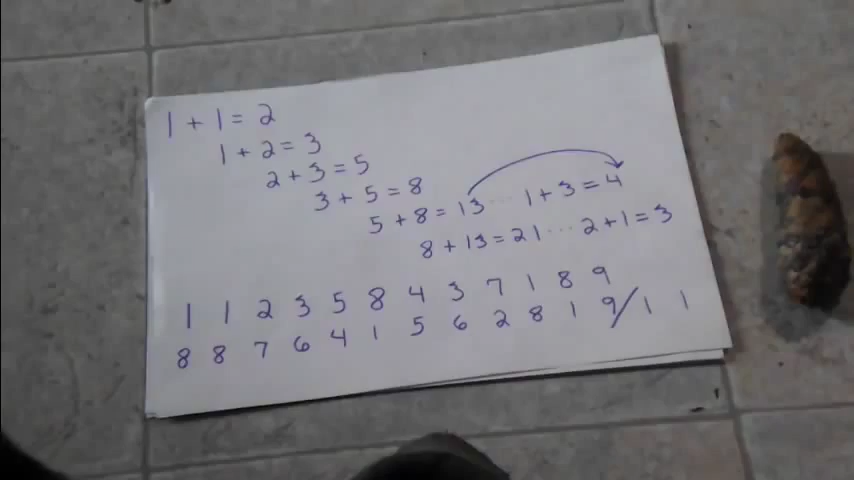 1 + 1 = 2
1 + 2 = 3
2 + 3 = 5
3 + 5 = 8
5 + 8 = 13 ... 1 + 3 = 4
8 + 13 = 21 ... 2 + 1 = 3
1 1 2 3 5 8 4 3 7 1 8 9
8 8 7 6 4 1 5 6 2 8 1 9 / 1 1